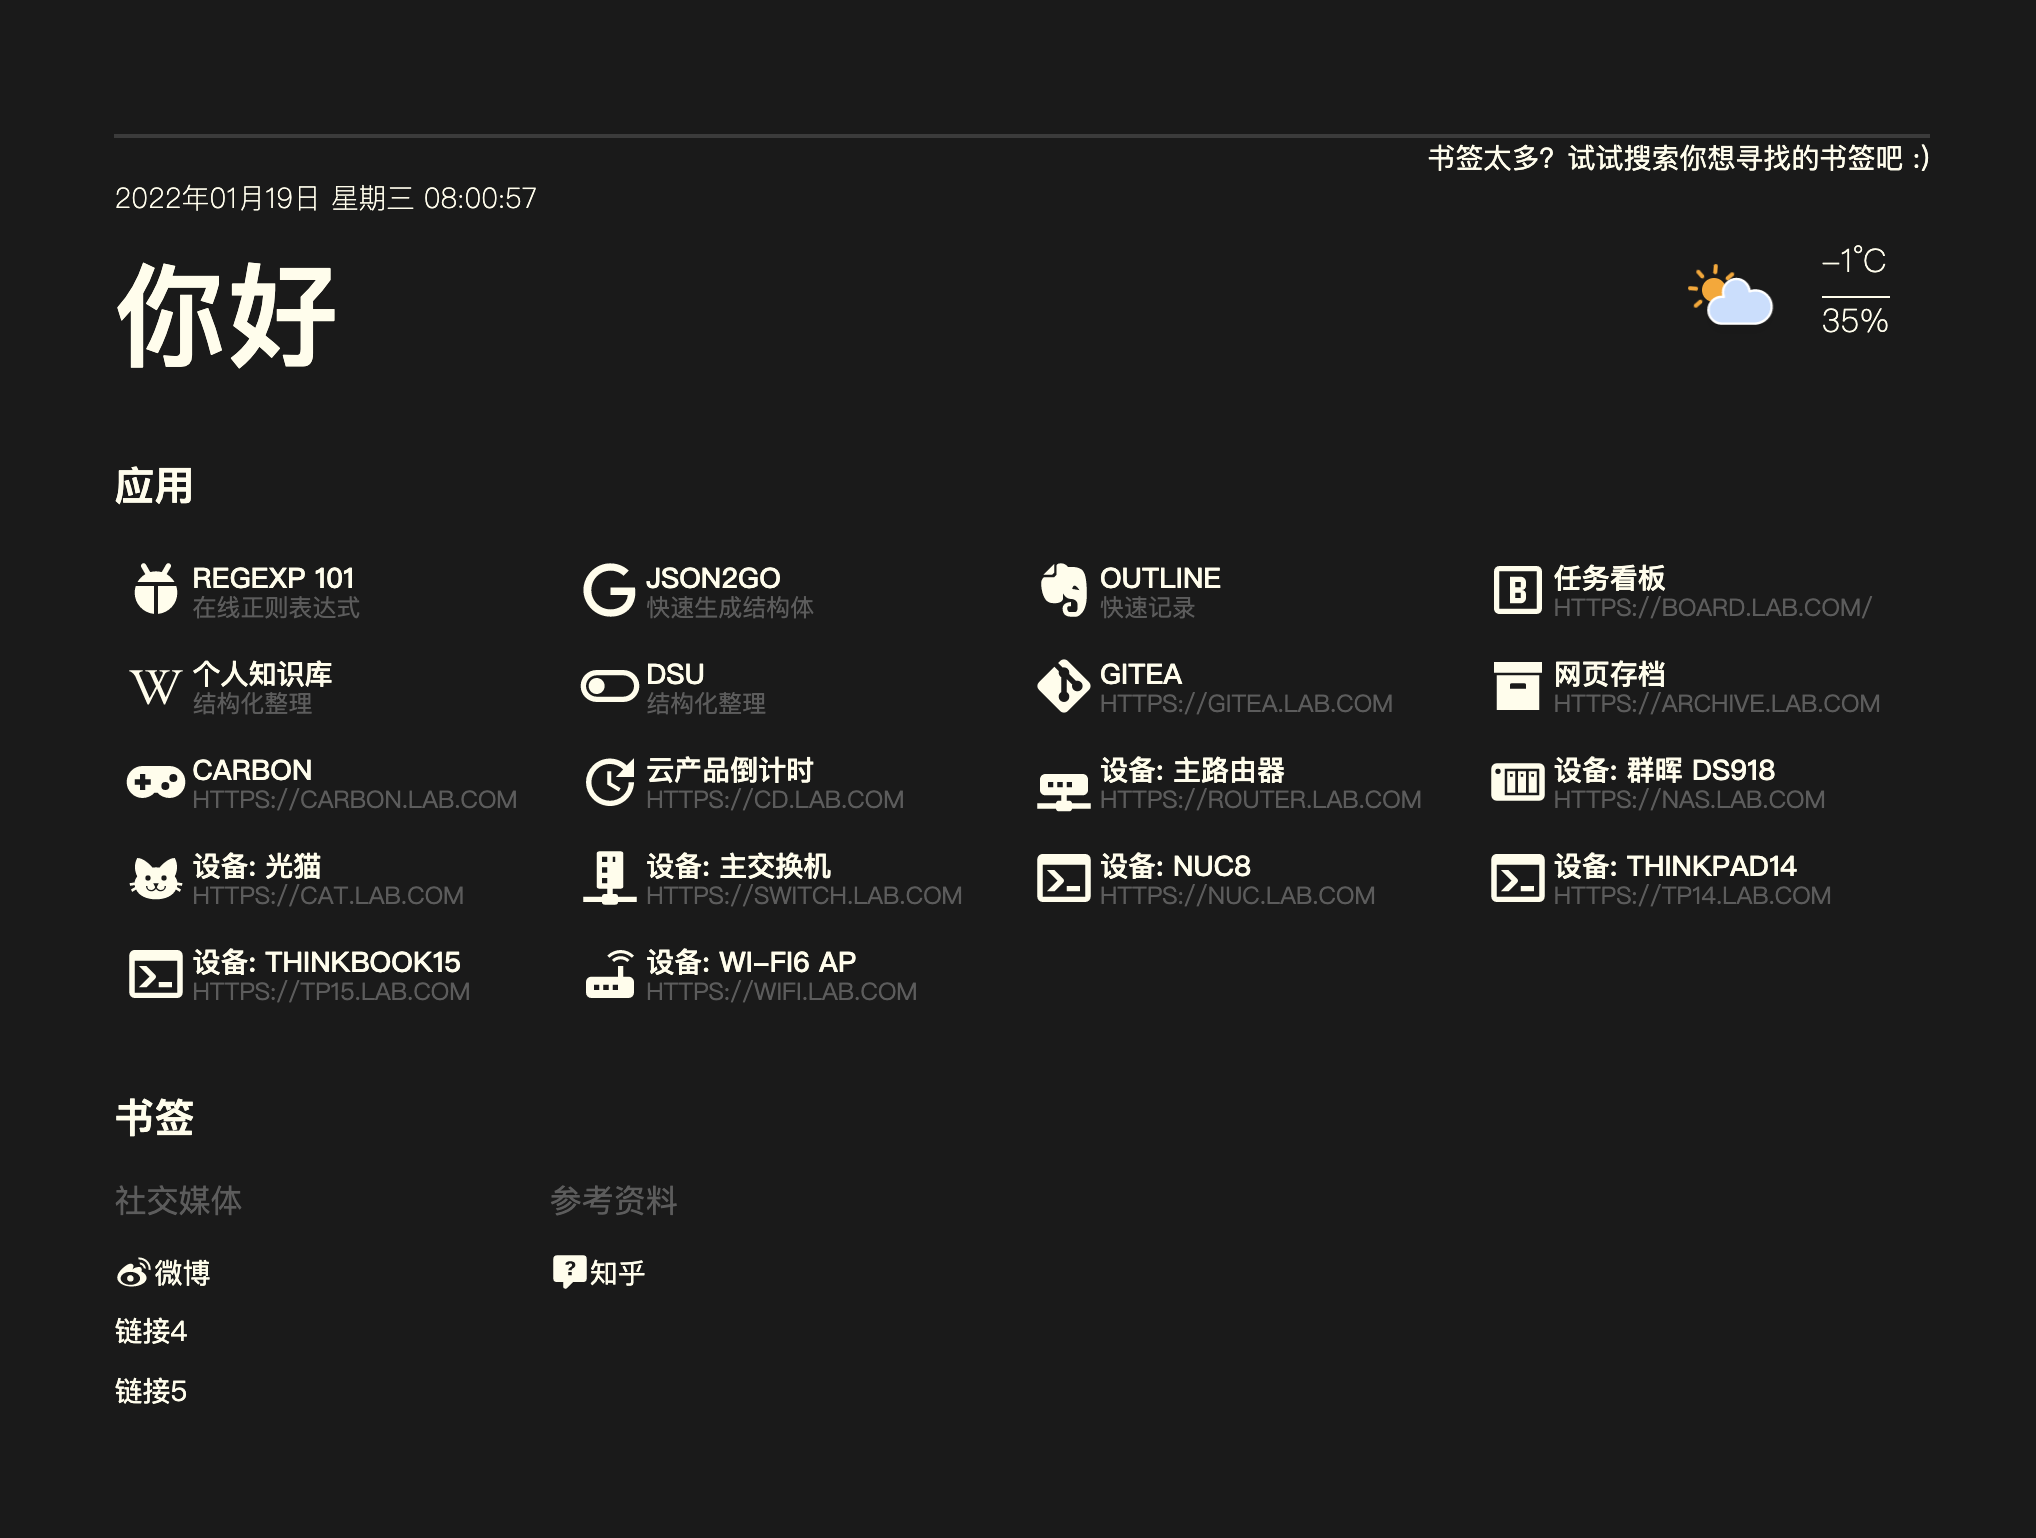 书签太多？试试搜索你想寻找的书签吧 :)
2022年01月19日 星期三 08:00:57
你好
-1°C
35%
应用
REGEXP 101
在线正则表达式
JSON2GO
快速生成结构体
OUTLINE
快速记录
B
任务看板
HTTPS://BOARD.LAB.COM/
W
个人知识库
结构化整理
DSU
结构化整理
GITEA
HTTPS://GITEA.LAB.COM
网页存档
HTTPS://ARCHIVE.LAB.COM
CARBON
HTTPS://CARBON.LAB.COM
云产品倒计时
HTTPS://CD.LAB.COM
设备: 主路由器
HTTPS://ROUTER.LAB.COM
设备: 群晖 DS918
HTTPS://NAS.LAB.COM
设备: 光猫
HTTPS://CAT.LAB.COM
设备: 主交换机
HTTPS://SWITCH.LAB.COM
设备: NUC8
HTTPS://NUC.LAB.COM
设备: THINKPAD14
HTTPS://TP14.LAB.COM
设备: THINKBOOK15
HTTPS://TP15.LAB.COM
设备: WI-FI6 AP
HTTPS://WIFI.LAB.COM
书签
社交媒体
微博
链接4
链接5
参考资料
知乎